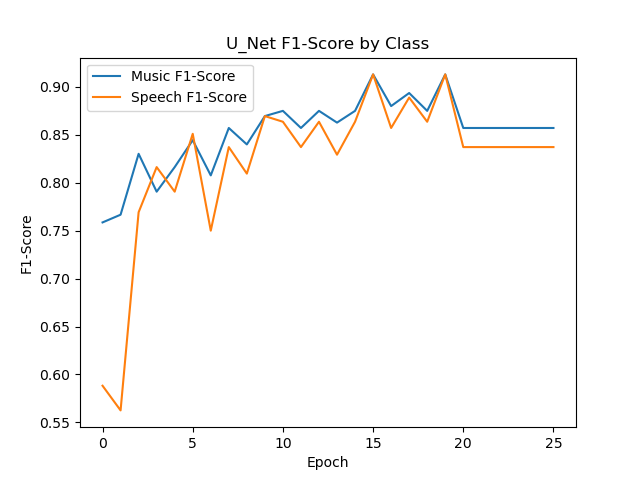 U_Net F1-Score by Class
Music F1-Score
Speech F1-Score
F1-Score
0.90
0.85
0.80
0.75
0.70
0.65
0.60
0.55
0 5 10 15 20 25
Epoch